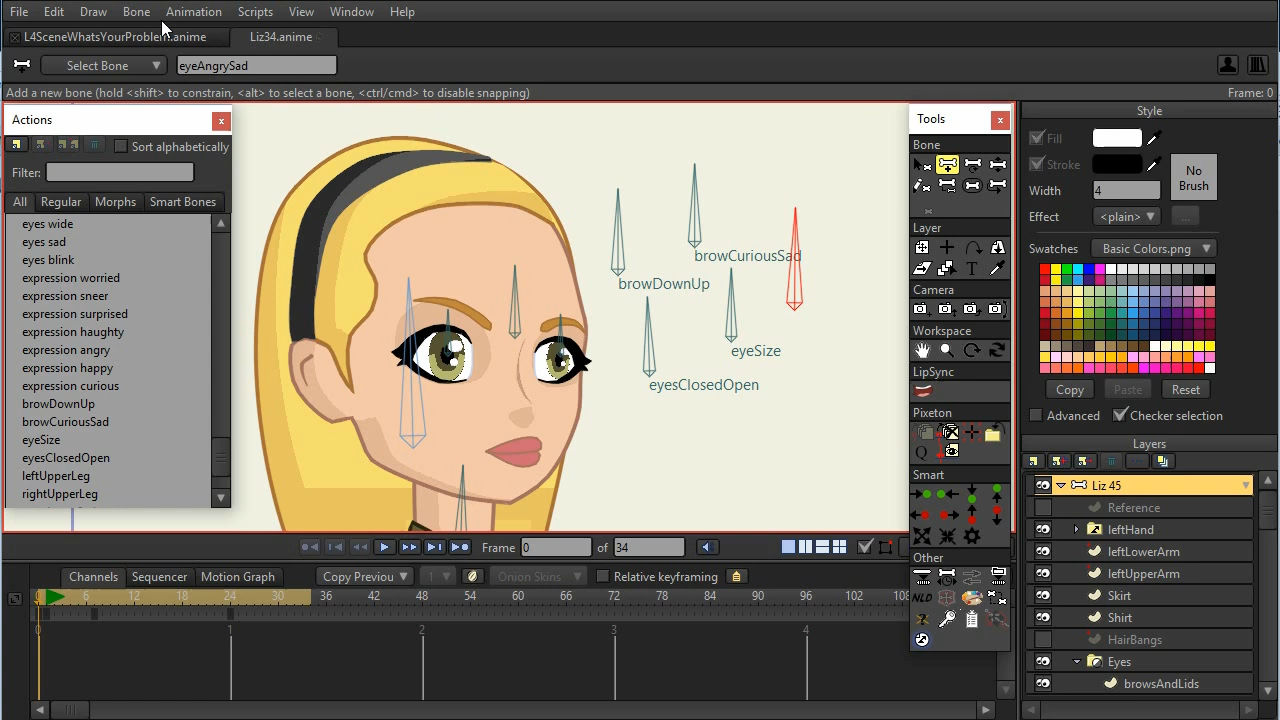 File Edit Draw Bone Animation Scripts View Window Help
L4SceneWhatsYourProblem.anime Liz34.anime
Select Bone eyeAngrySad
Add a new bone (hold <shift> to constrain, <alt> to select a bone, <ctrl/cmd> to disable snapping) Frame: 0
Actions
Sort alphabetically
Filter:
All Regular Morphs Smart Bones
eyes wide
eyes sad
eyes blink
expression worried
expression sneer
expression surprised
expression haughty
expression angry
expression happy
expression curious
browDownUp
browCuriousSad
eyeSize
eyesClosedOpen
leftUpperLeg
rightUpperLeg
browCuriousSad
browDownUp
eyeSize
eyesClosedOpen
Tools
Bone
Layer
T
Camera
Workspace
LipSync
Pixeton
Q
Smart
Other
NLD
Style
Fill
Stroke
No
Brush
Width 4
Effect <plain> ...
Swatches Basic Colors.png
Copy Paste Reset
Advanced Checker selection
Layers
Liz 45
Reference
leftHand
leftLowerArm
leftUpperArm
Skirt
Shirt
HairBangs
Eyes
browsAndLids
Frame 0 of 34
Channels Sequencer Motion Graph Copy Previou 1 Onion Skins Relative keyframing
6 12 18 24 30 36 42 48 54 60 66 72 78 84 90 96 102 108
0 1 2 3 4